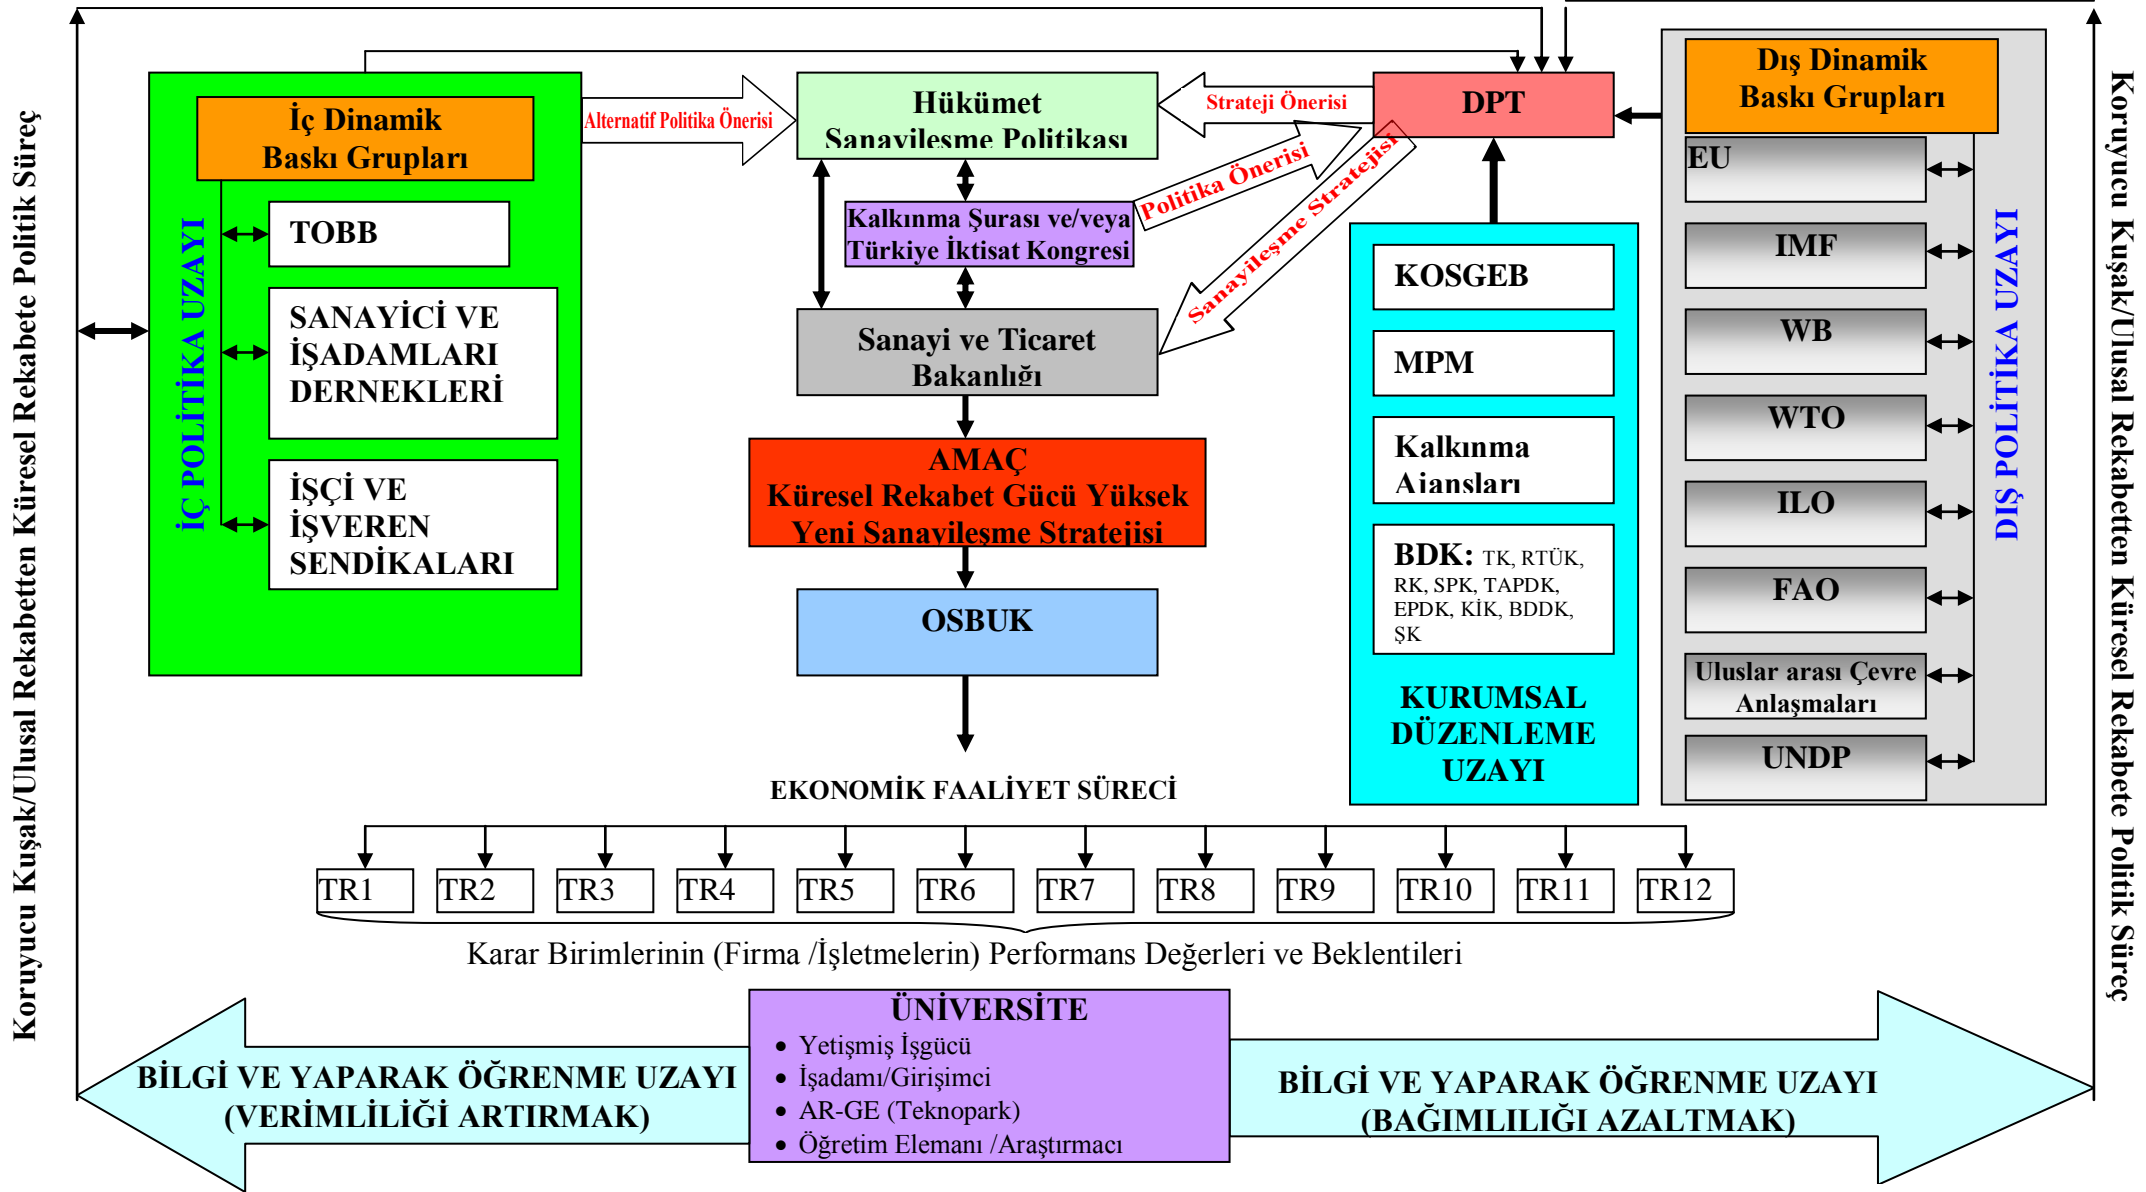 Koruyucu Kuşak/Ulusal Rekabetten Küresel Rekabete Politik Süreç
İç Dinamik
Baskı Grupları
İÇ POLİTİKA UZAYI
TOBB
SANAYİCİ VE
İŞADAMLARI
DERNEKLERİ
İŞÇİ VE
İŞVEREN
SENDİKALARI
Alternatif Politika Önerisi
Hükümet
Sanayileşme Politikası
Strateji Önerisi
DPT
Politika Önerisi
Sanayileşme Stratejisi
Kalkınma Şurası ve/veya
Türkiye İktisat Kongresi
Sanayi ve Ticaret
Bakanlığı
AMAÇ
Küresel Rekabet Gücü Yüksek
Yeni Sanayileşme Stratejisi
OSBUK
KOSGEB
MPM
Kalkınma
Ajansları
BDK: TK, RTÜK,
RK, SPK, TAPDK,
EPDK, KİK, BDDK,
ŞK
KURUMSAL
DÜZENLEME
UZAYI
Dış Dinamik
Baskı Grupları
EU
IMF
WB
WTO
ILO
FAO
Uluslar arası Çevre
Anlaşmaları
UNDP
DIŞ POLİTİKA UZAYI
Koruyucu Kuşak/Ulusal Rekabetten Küresel Rekabete Politik Süreç
EKONOMİK FAALİYET SÜRECİ
TR1 TR2 TR3 TR4 TR5 TR6 TR7 TR8 TR9 TR10 TR11 TR12
Karar Birimlerinin (Firma /İşletmelerin) Performans Değerleri ve Beklentileri
BİLGİ VE YAPARAK ÖĞRENME UZAYI
(VERİMLİLİĞİ ARTIRMAK)
ÜNİVERSİTE
• Yetişmiş İşgücü
• İşadamı/Girişimci
• AR-GE (Teknopark)
• Öğretim Elemanı /Araştırmacı
BİLGİ VE YAPARAK ÖĞRENME UZAYI
(BAĞIMLILIĞI AZALTMAK)